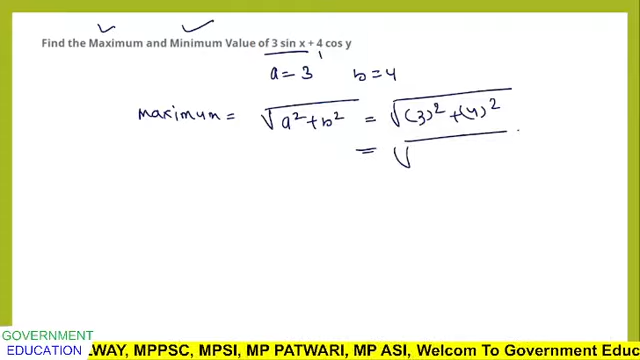 Find the Maximum and Minimum Value of 3 sin x + 4 cos y
a = 3 b = 4
maximum = √a² + b² = √(3)² + (4)²
= √
GOVERNMENT
EDUCATION
LWAY, MPPSC, MPSI, MP PATWARI, MP ASI, Welcom To Government Educ